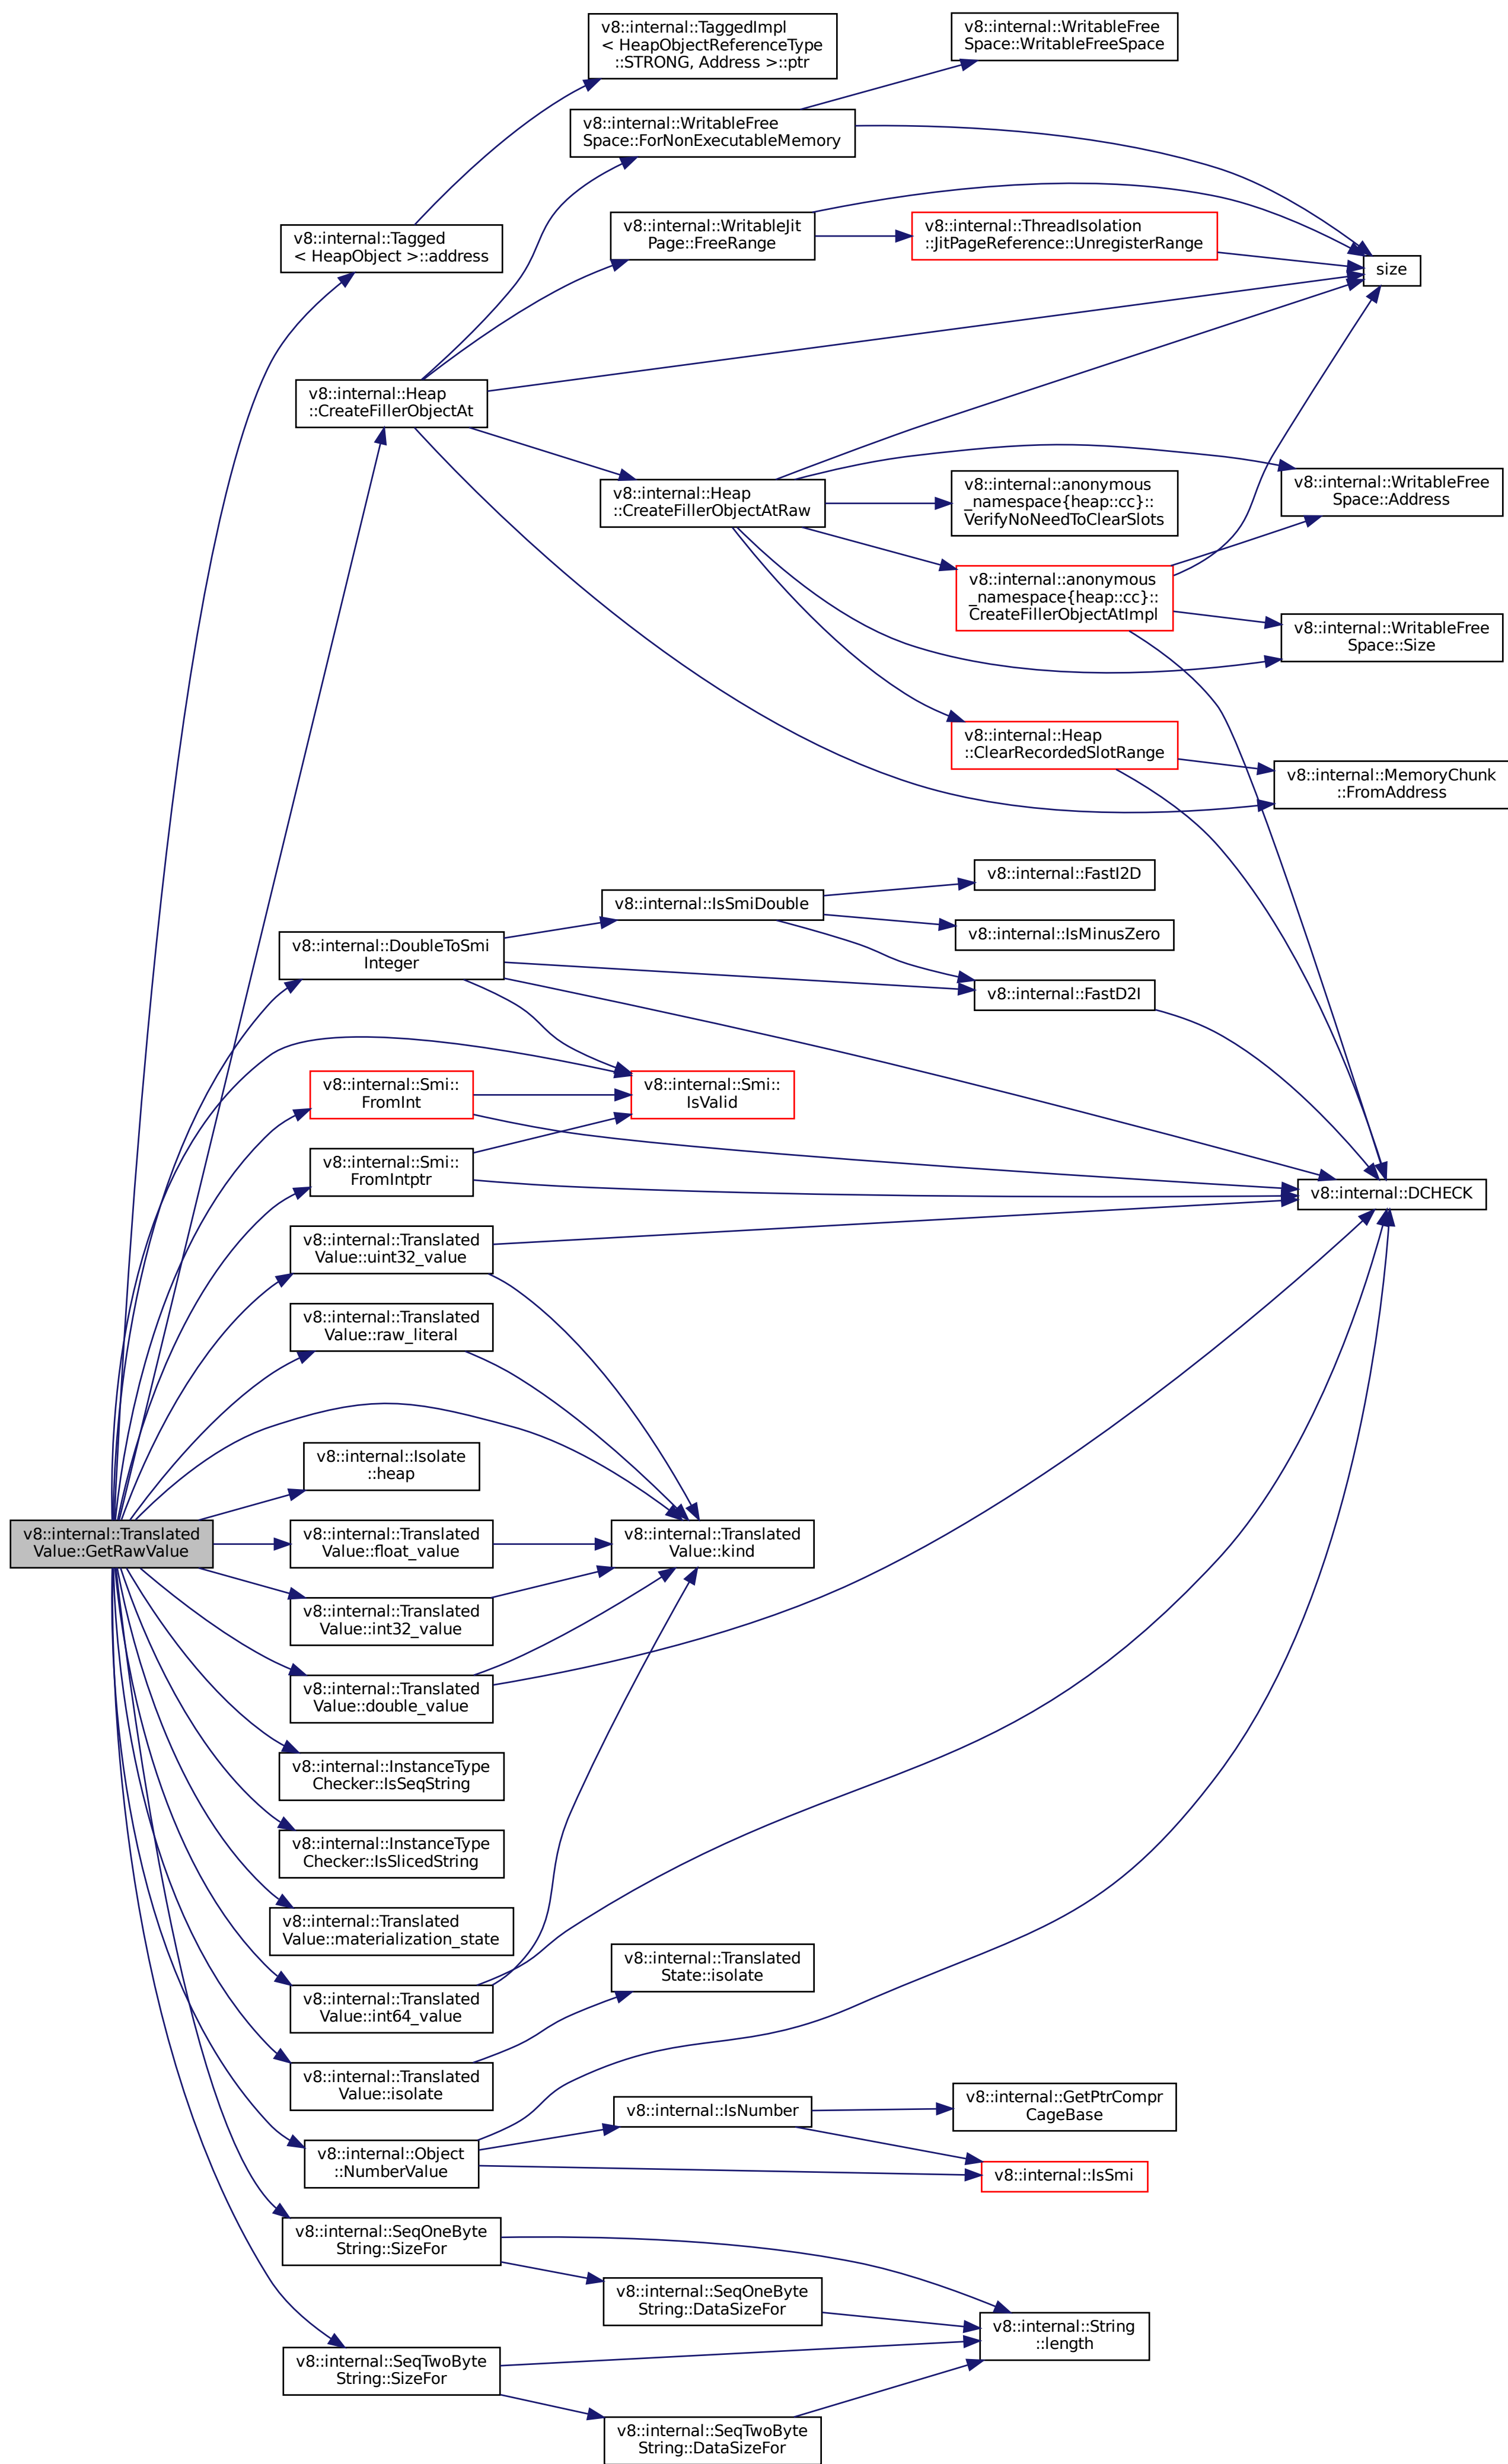 v8::internal::TaggedImpl
< HeapObjectReferenceType
::STRONG, Address >::ptr
v8::internal::WritableFree
Space::WritableFreeSpace
v8::internal::WritableFree
Space::ForNonExecutableMemory
v8::internal::Tagged
< HeapObject >::address
v8::internal::WritableJit
Page::FreeRange
v8::internal::ThreadIsolation
::JitPageReference::UnregisterRange
size
v8::internal::Heap
::CreateFillerObjectAt
v8::internal::Heap
::CreateFillerObjectAtRaw
v8::internal::anonymous
_namespace{heap::cc}::
VerifyNoNeedToClearSlots
v8::internal::WritableFree
Space::Address
v8::internal::anonymous
_namespace{heap::cc}::
CreateFillerObjectAtImpl
v8::internal::WritableFree
Space::Size
v8::internal::Heap
::ClearRecordedSlotRange
v8::internal::MemoryChunk
::FromAddress
v8::internal::FastI2D
v8::internal::IsSmiDouble
v8::internal::IsMinusZero
v8::internal::DoubleToSmi
Integer
v8::internal::FastD2I
v8::internal::Smi::
FromInt
v8::internal::Smi::
IsValid
v8::internal::Smi::
FromIntptr
v8::internal::DCHECK
v8::internal::Translated
Value::uint32_value
v8::internal::Translated
Value::raw_literal
v8::internal::Isolate
::heap
v8::internal::Translated
Value::GetRawValue
v8::internal::Translated
Value::float_value
v8::internal::Translated
Value::kind
v8::internal::Translated
Value::int32_value
v8::internal::Translated
Value::double_value
v8::internal::InstanceType
Checker::IsSeqString
v8::internal::InstanceType
Checker::IsSlicedString
v8::internal::Translated
Value::materialization_state
v8::internal::Translated
State::isolate
v8::internal::Translated
Value::int64_value
v8::internal::Translated
Value::isolate
v8::internal::IsNumber
v8::internal::GetPtrCompr
CageBase
v8::internal::Object
::NumberValue
v8::internal::IsSmi
v8::internal::SeqOneByte
String::SizeFor
v8::internal::SeqOneByte
String::DataSizeFor
v8::internal::String
::length
v8::internal::SeqTwoByte
String::SizeFor
v8::internal::SeqTwoByte
String::DataSizeFor